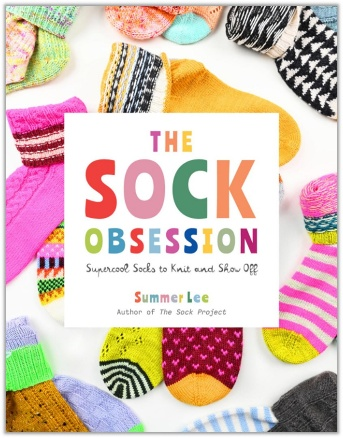 THE
SOCK
OBSESSION
Supercool Socks to Knit and Show Off
Summer Lee
Author of The Sock Project